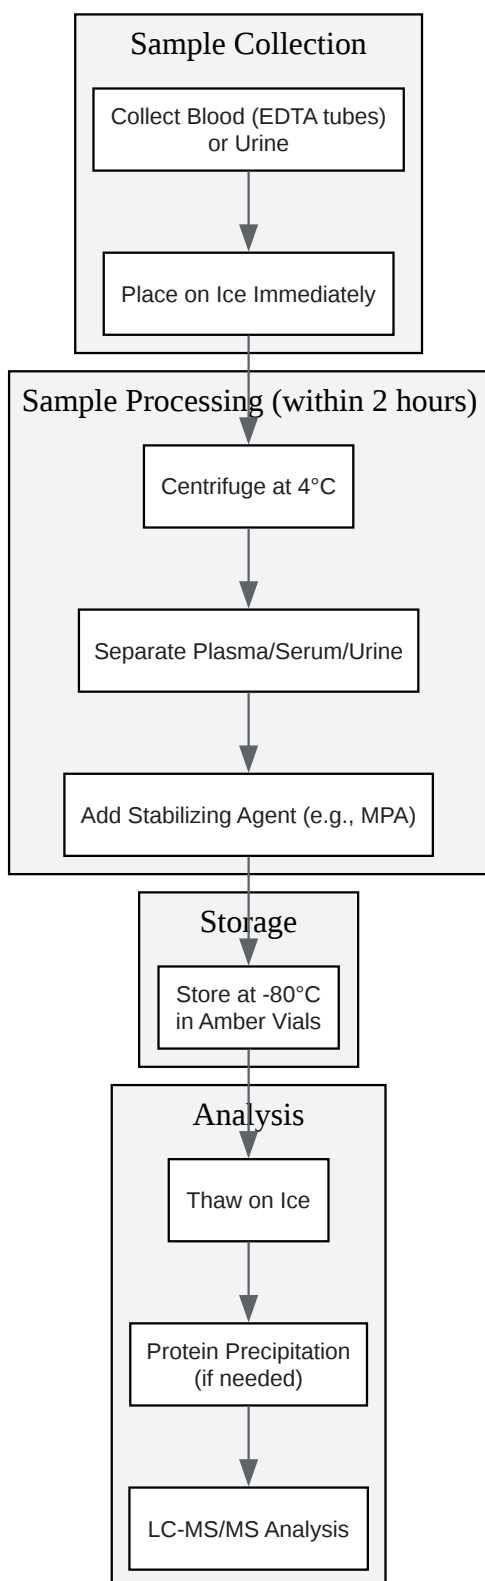 Sample Collection
Collect Blood (EDTA tubes)
or Urine
Place on Ice Immediately
Sample Processing (within 2 hours)
Centrifuge at 4°C
Separate Plasma/Serum/Urine
Add Stabilizing Agent (e.g., MPA)
Storage
Store at -80°C
in Amber Vials
Analysis
Thaw on Ice
Protein Precipitation
(if needed)
LC-MS/MS Analysis